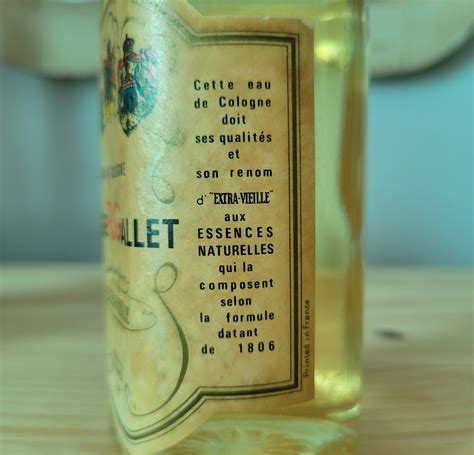 ALLET
Cette eau
de Cologne
doit
ses qualités
et
son renom
d' "EXTRA-VIEILLE"
aux
ESSENCES
NATURELLES
qui la
composent
selon
la formule
datant
de 1806
Printed in France